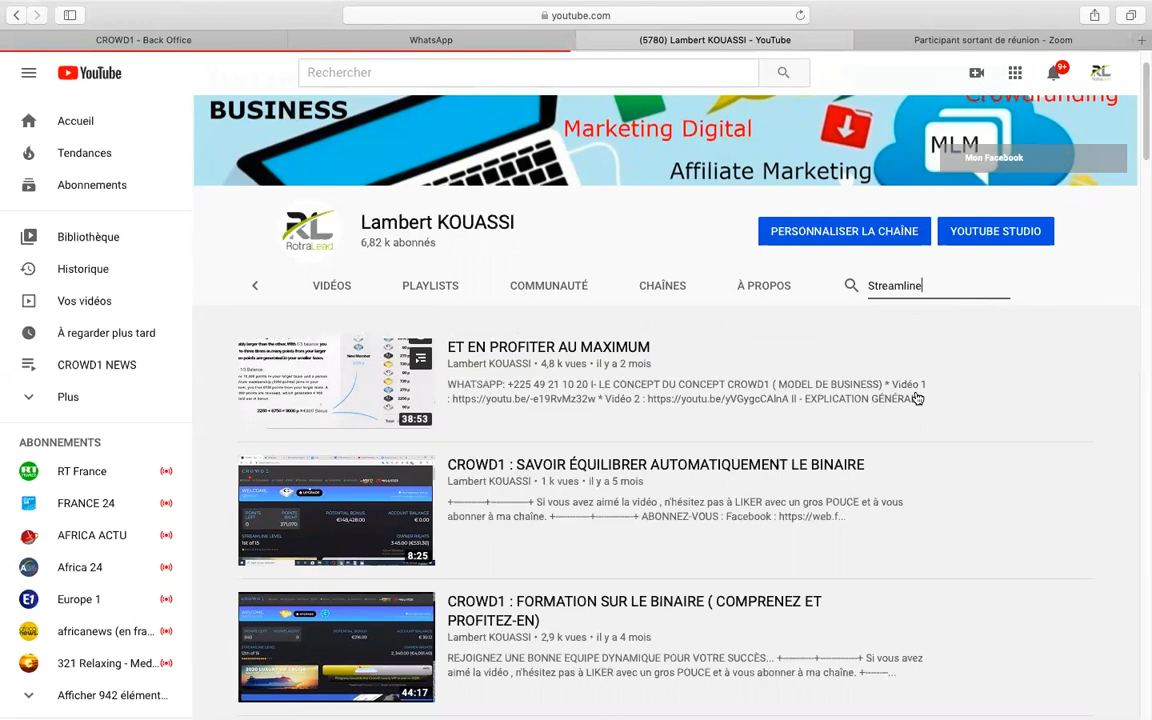 youtube.com
CROWD1 - Back Office
WhatsApp
(5780) Lambert KOUASSI - YouTube
Participant sortant de réunion - Zoom
YouTube
Rechercher
9+
BUSINESS
Marketing Digital
Affiliate Marketing
Crowdfunding
MLM
Mon Facebook
Accueil
Tendances
Abonnements
Bibliothèque
Historique
Vos vidéos
À regarder plus tard
CROWD1 NEWS
Plus
ABONNEMENTS
RT France
FRANCE 24
AFRICA ACTU
Africa 24
Europe 1
africanews (en fra...
321 Relaxing - Med...
Afficher 942 élément...
RL
RotraLead
Lambert KOUASSI
6,82 k abonnés
PERSONNALISER LA CHAÎNE
YOUTUBE STUDIO
VIDÉOS
PLAYLISTS
COMMUNAUTÉ
CHAÎNES
À PROPOS
Streamline
38:53
ET EN PROFITER AU MAXIMUM
Lambert KOUASSI • 4,8 k vues • il y a 2 mois
WHATSAPP: +225 49 21 10 20 I- LE CONCEPT DU CONCEPT CROWD1 ( MODEL DE BUSINESS) * Vidéo 1
: https://youtu.be/-e19RvMz32w * Vidéo 2 : https://youtu.be/yVGygcCAlnA II - EXPLICATION GÉNÉRA
8:25
CROWD1 : SAVOIR ÉQUILIBRER AUTOMATIQUEMENT LE BINAIRE
Lambert KOUASSI • 1 k vues • il y a 5 mois
+----------+--------+ Si vous avez aimé la vidéo , n'hésitez pas à LIKER avec un gros POUCE et à vous
abonner à ma chaîne. +----------+--------+ ABONNEZ-VOUS : Facebook : https://web.f...
44:17
CROWD1 : FORMATION SUR LE BINAIRE ( COMPRENEZ ET
PROFITEZ-EN)
Lambert KOUASSI • 2,9 k vues • il y a 4 mois
REJOIGNEZ UNE BONNE EQUIPE DYNAMIQUE POUR VOTRE SUCCÈS... +----------+--------+ Si vous avez
aimé la vidéo , n'hésitez pas à LIKER avec un gros POUCE et à vous abonner à ma chaîne. +--------...